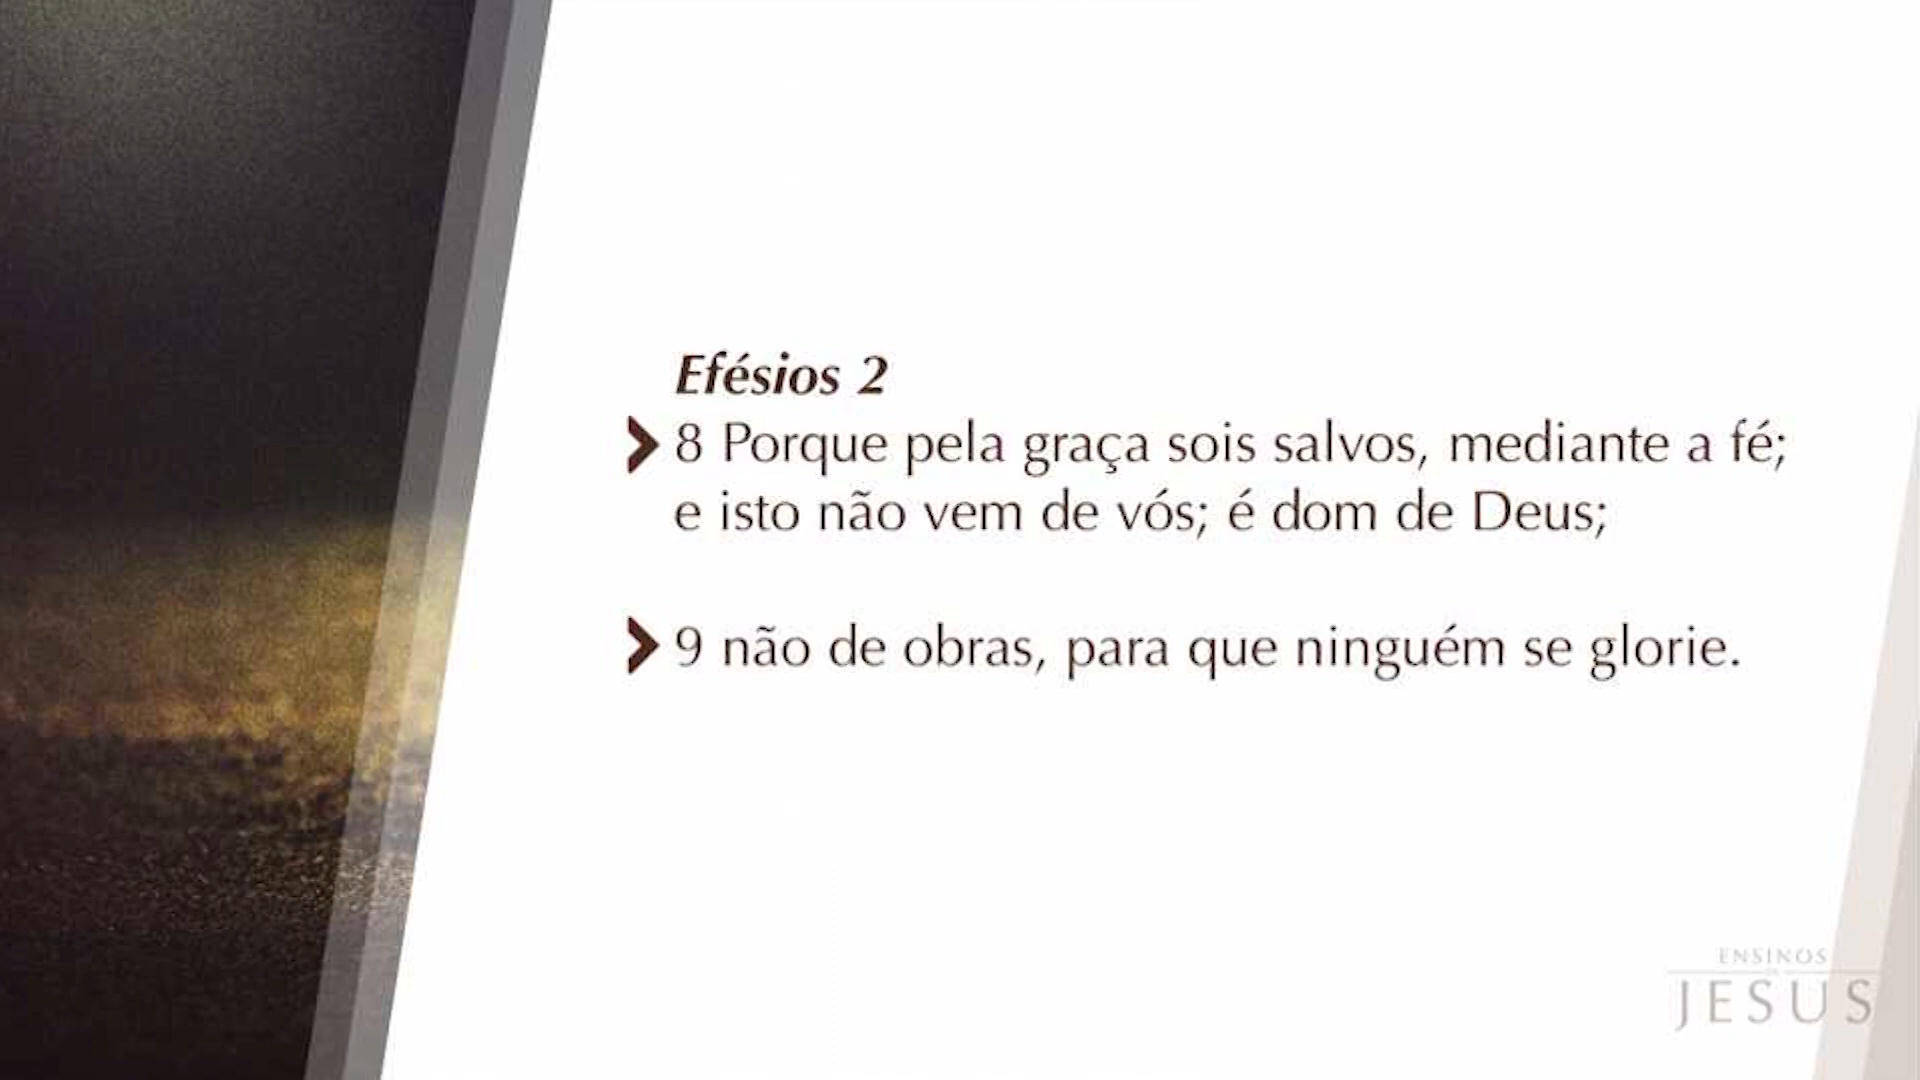 Efésios 2
8 Porque pela graça sois salvos, mediante a fé;
e isto não vem de vós; é dom de Deus;
9 não de obras, para que ninguém se glorie.
ENSINOS
JESUS